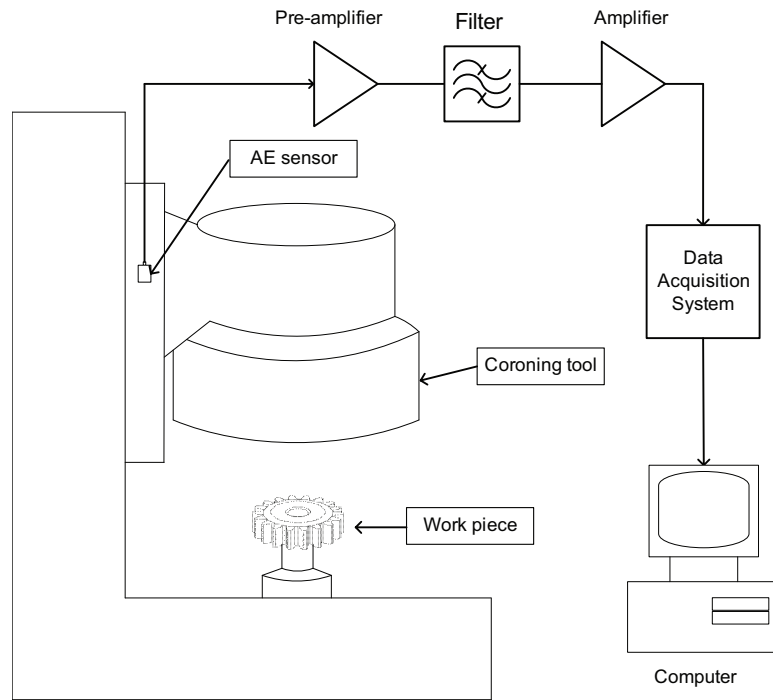 Pre-amplifier
Filter
Amplifier
AE sensor
Data
Acquisition
System
Coroning tool
Work piece
Computer